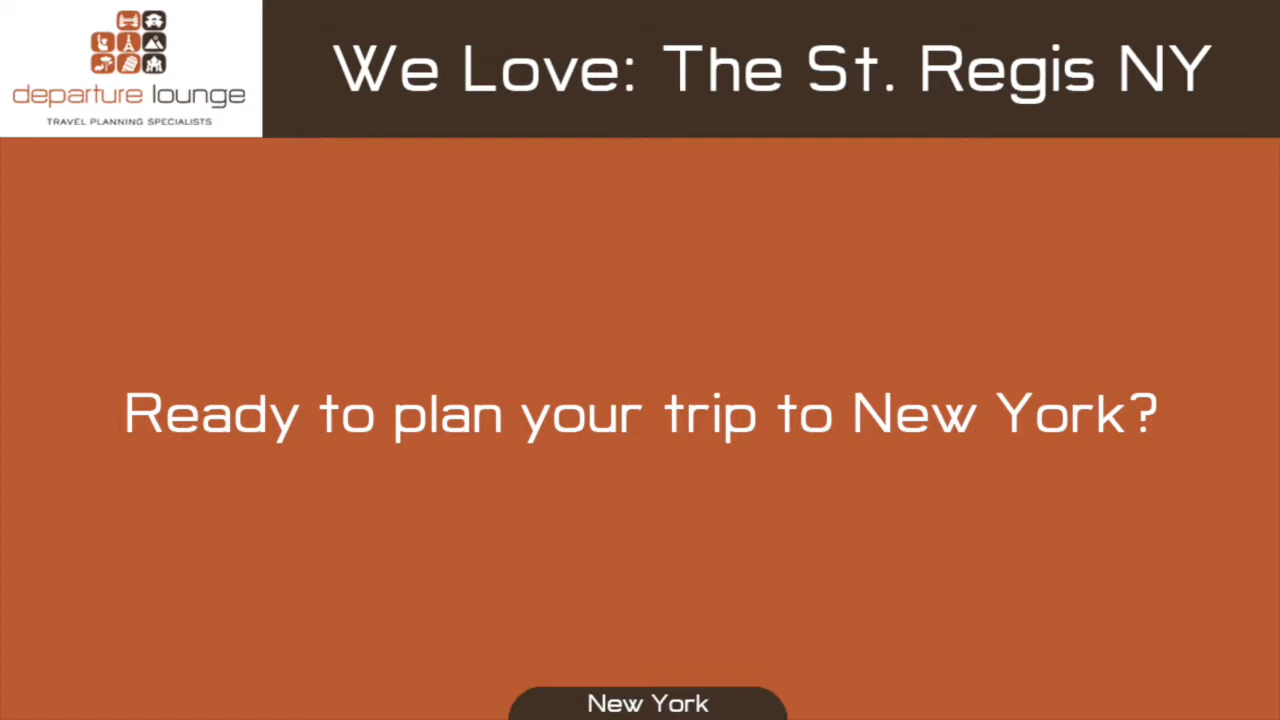 departure lounge
TRAVEL PLANNING SPECIALISTS
We Love: The St. Regis NY
Ready to plan your trip to New York?
New York